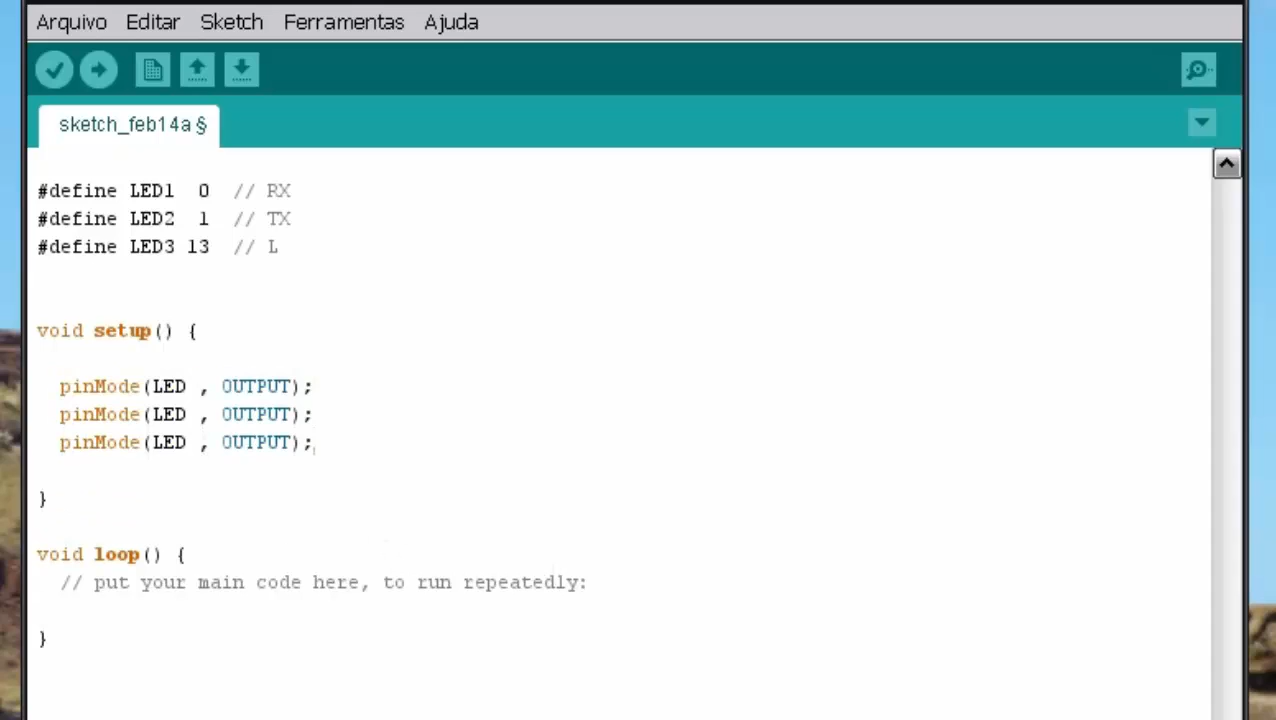 Arquivo Editar Sketch Ferramentas Ajuda
sketch_feb14a §
#define LED1  0  // RX
#define LED2  1  // TX
#define LED3 13  // L
void setup() {
pinMode(LED , OUTPUT);
pinMode(LED , OUTPUT);
pinMode(LED , OUTPUT);
}
void loop() {
// put your main code here, to run repeatedly:
}